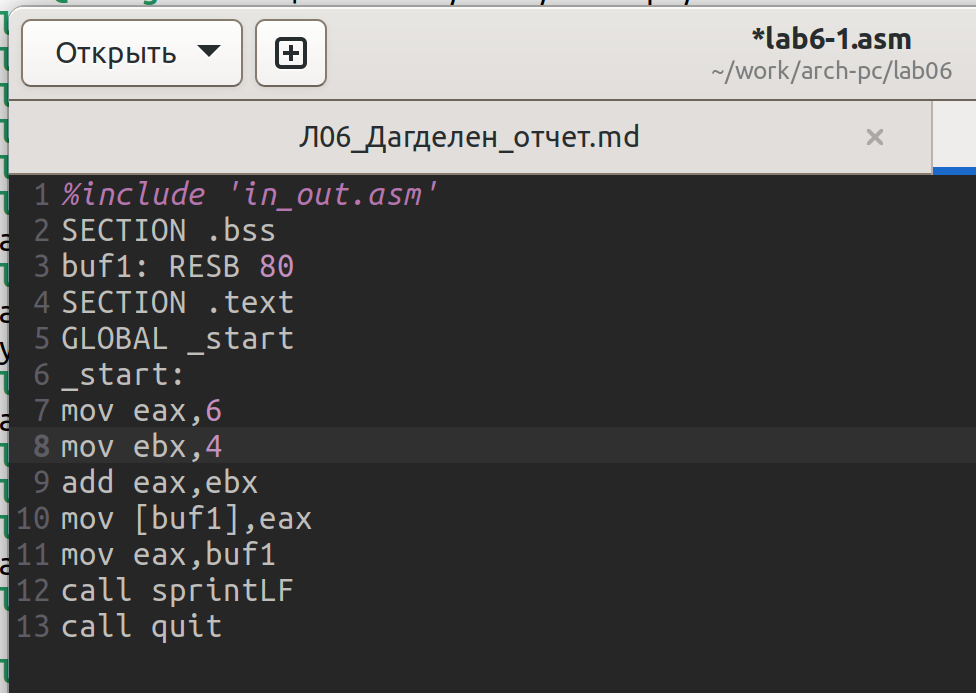 Открыть
*lab6-1.asm
~/work/arch-pc/lab06
Л06_Дагделен_отчет.md
1 %include 'in_out.asm'
2 SECTION .bss
3 buf1: RESB 80
4 SECTION .text
5 GLOBAL _start
6 _start:
7 mov eax,6
8 mov ebx,4
9 add eax,ebx
10 mov [buf1],eax
11 mov eax,buf1
12 call sprintLF
13 call quit